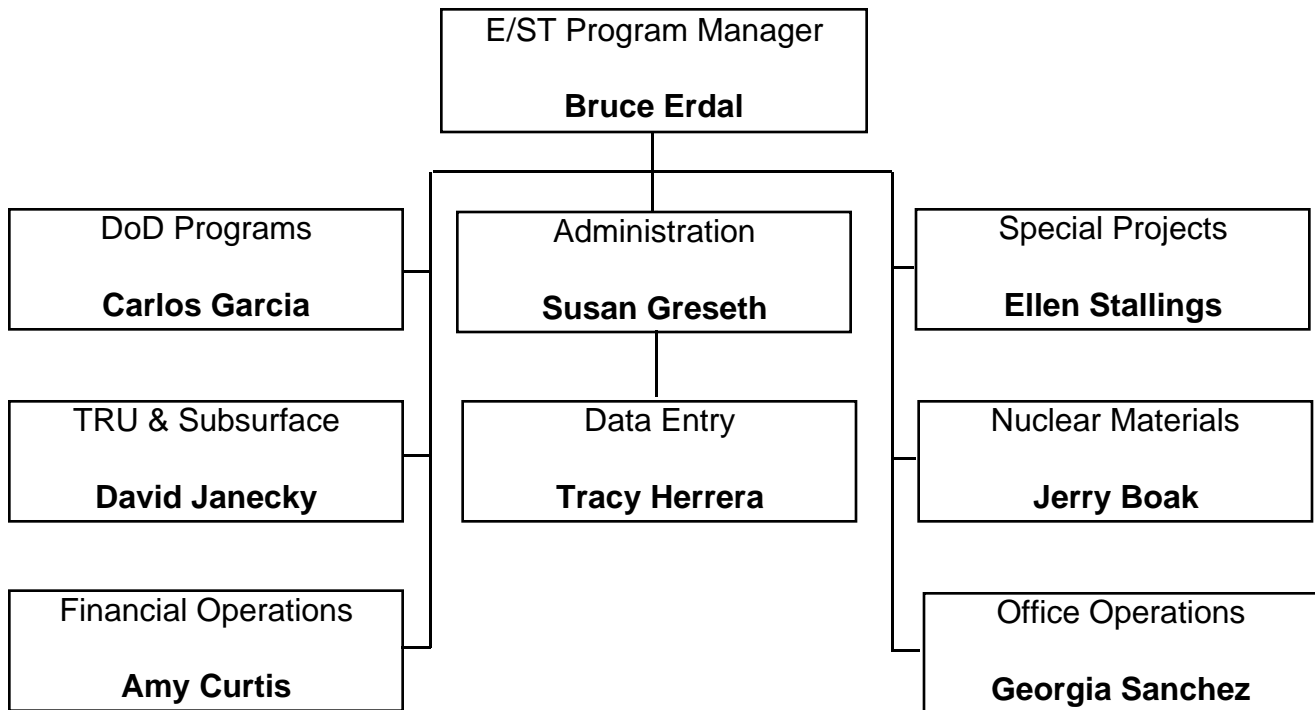 E/ST Program Manager
Bruce Erdal
DoD Programs
Carlos Garcia
Administration
Susan Greseth
Special Projects
Ellen Stallings
TRU & Subsurface
David Janecky
Data Entry
Tracy Herrera
Nuclear Materials
Jerry Boak
Financial Operations
Amy Curtis
Office Operations
Georgia Sanchez